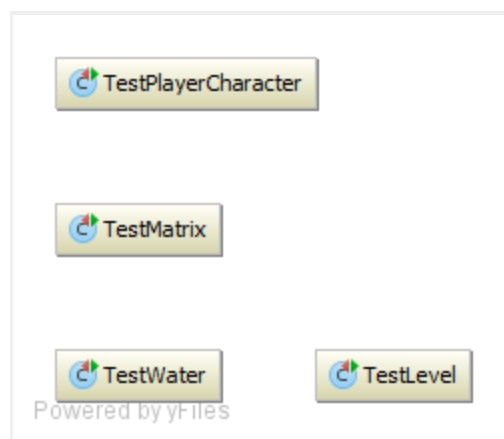 TestPlayerCharacter
TestMatrix
TestWater
TestLevel
Powered by yFiles